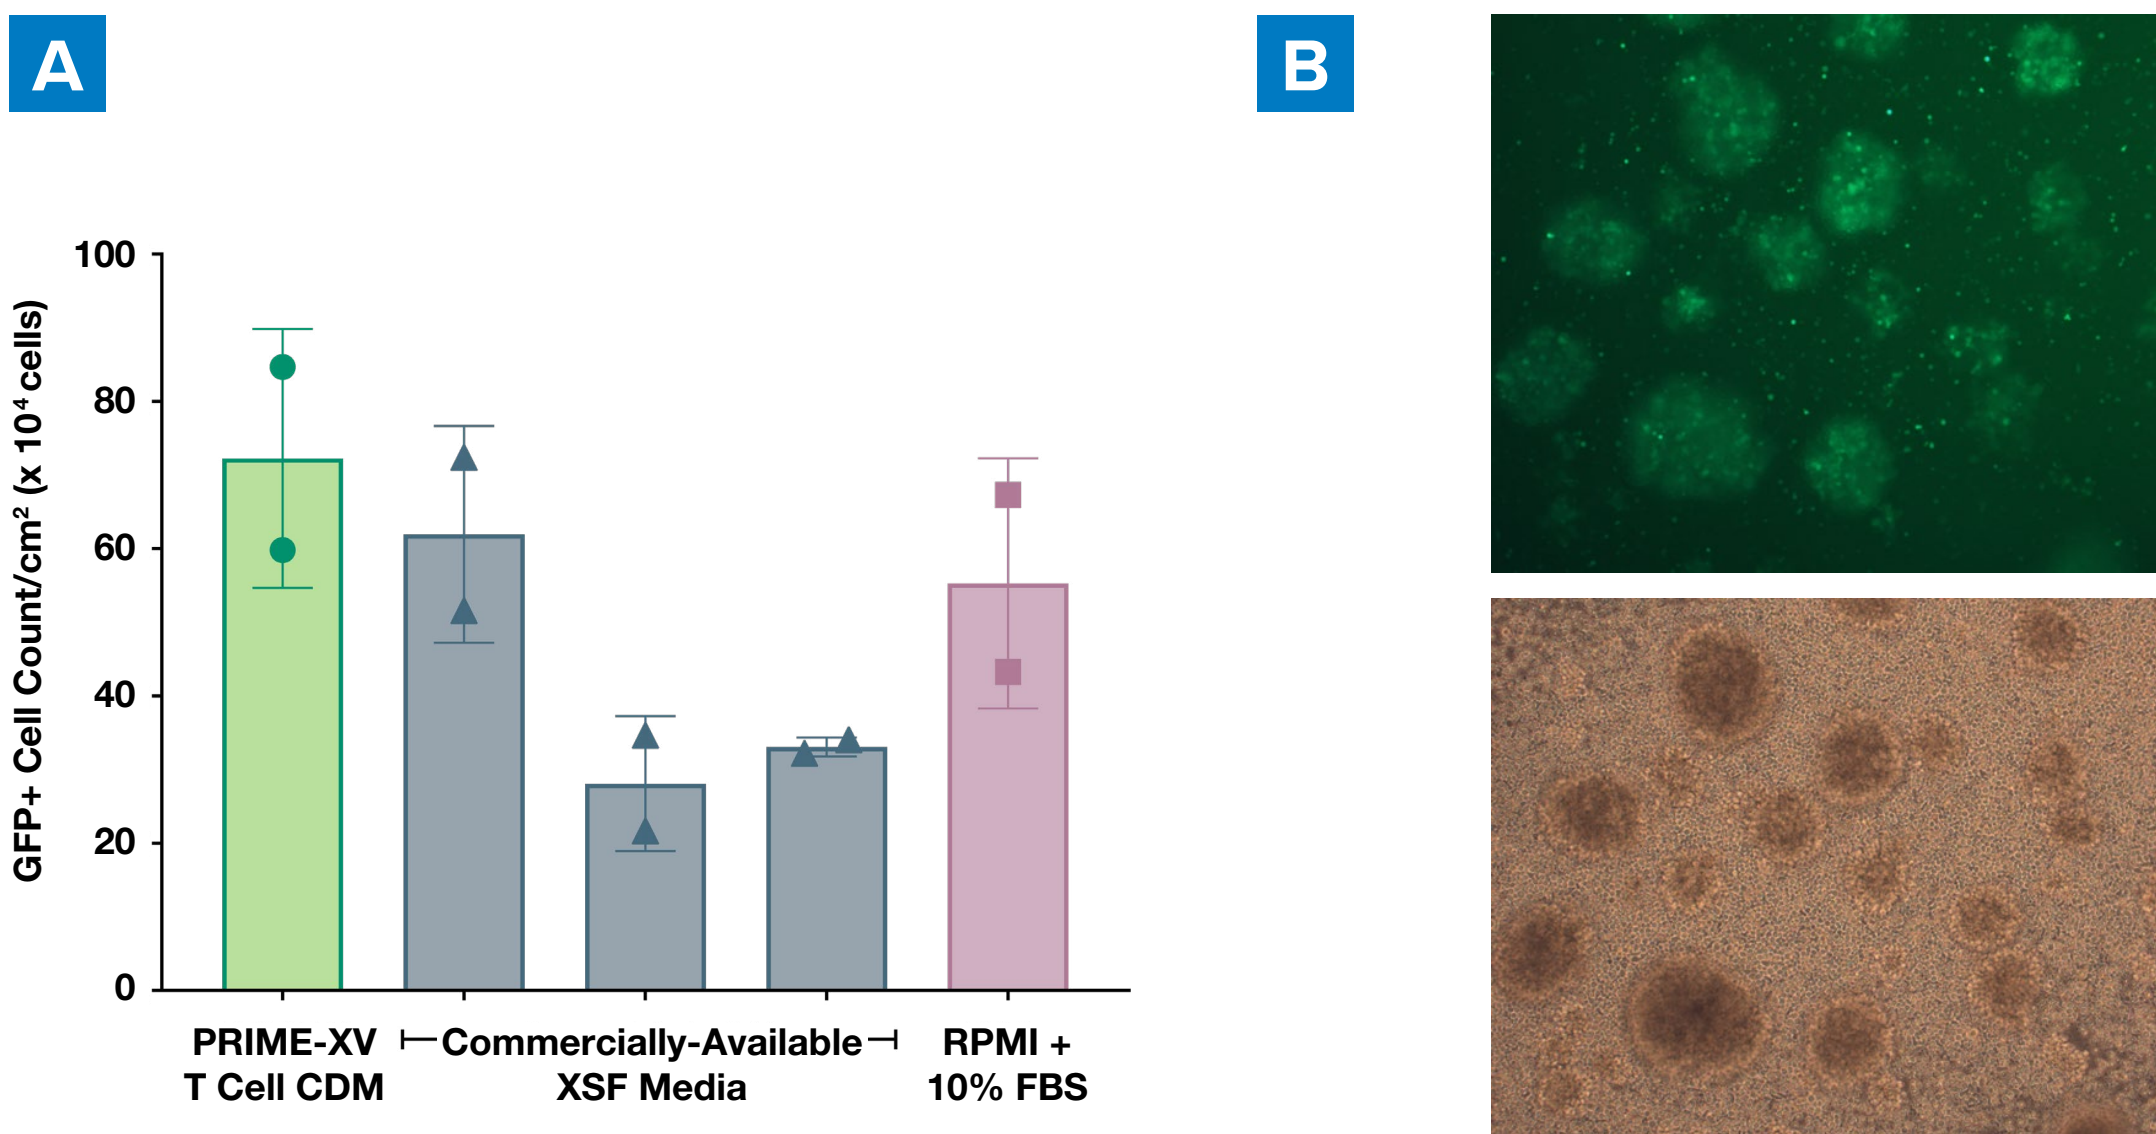 A
B
GFP+ Cell Count/cm² (x 10⁴ cells)
100
80
60
40
20
0
PRIME-XV
T Cell CDM
Commercially-Available
XSF Media
RPMI +
10% FBS